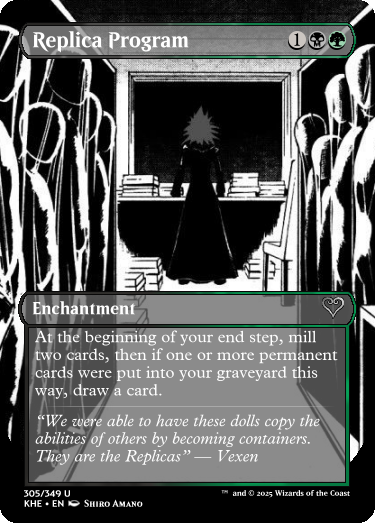 Replica Program 1
Enchantment
At the beginning of your end step, mill
two cards, then if one or more permanent
cards were put into your graveyard this
way, draw a card.
“We were able to have these dolls copy the
abilities of others by becoming containers.
They are the Replicas” — Vexen
305/349 U
KHE • EN Shiro Amano
™ and © 2025 Wizards of the Coast